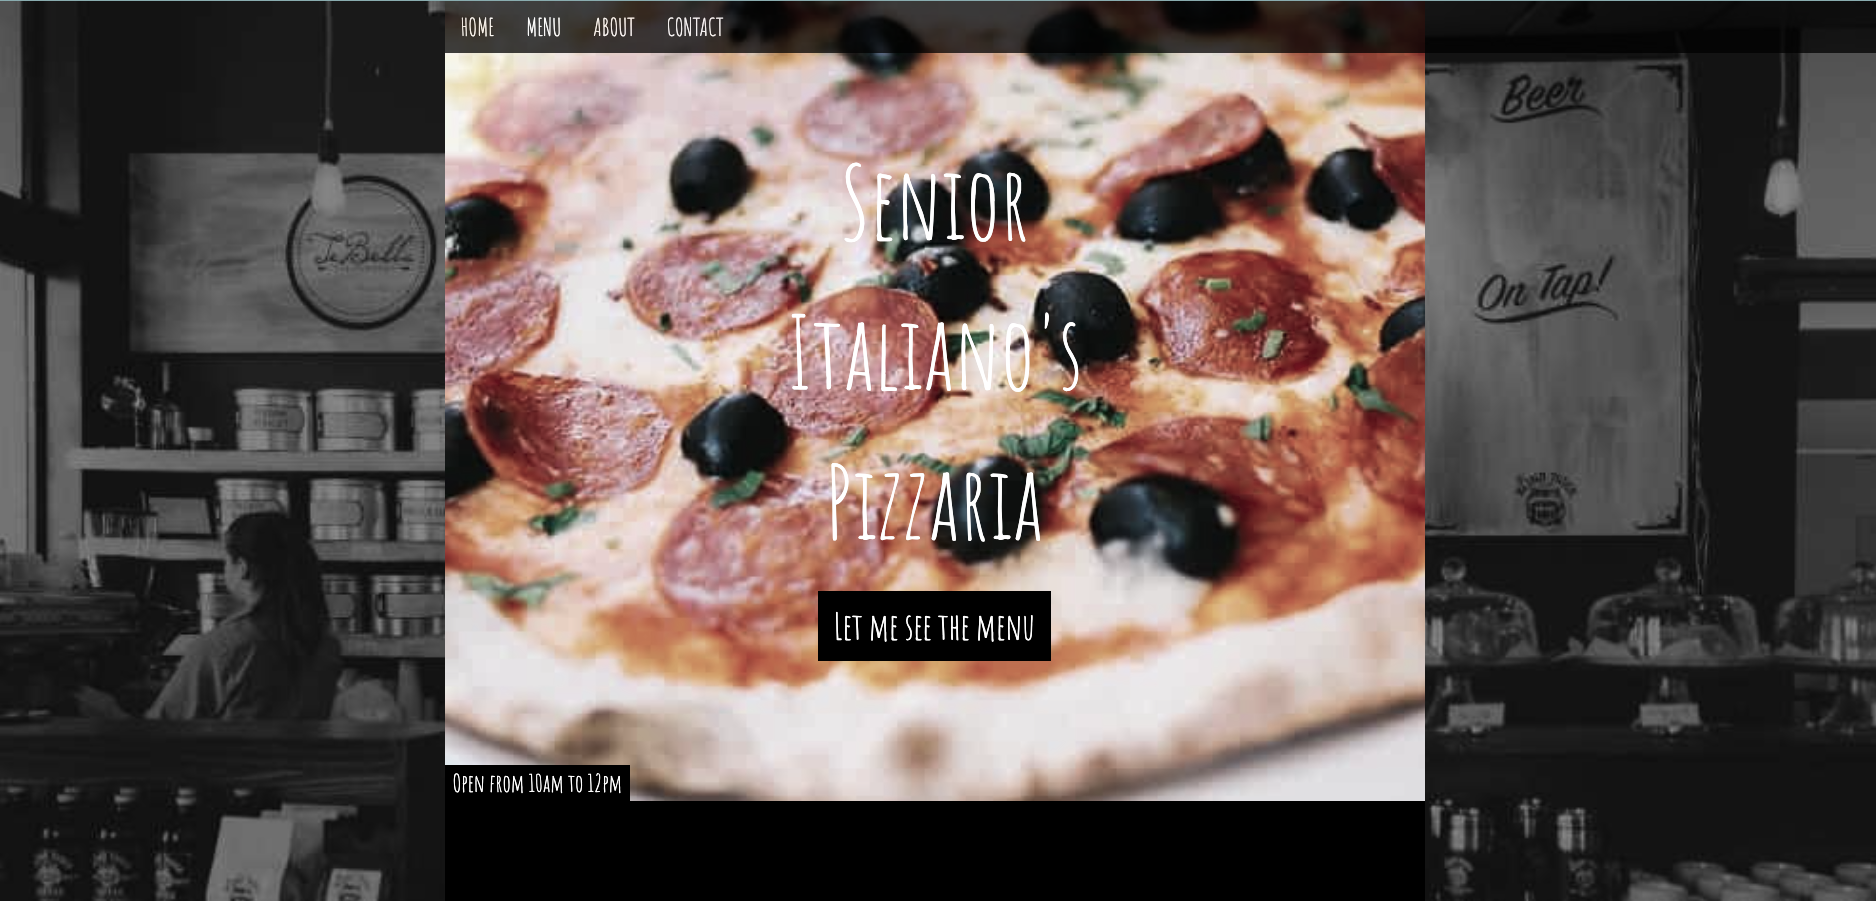 HOME MENU ABOUT CONTACT
Beer
On Tap!
Senior
Italiano's
Pizzaria
Let me see the menu
Open from 10am to 12pm